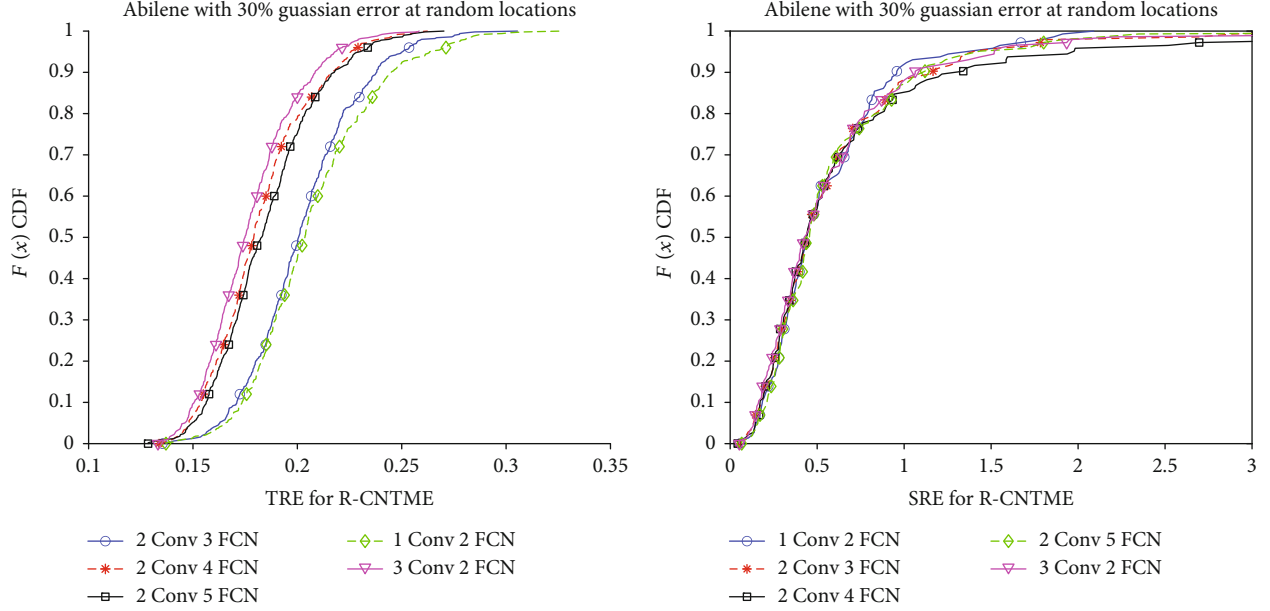 Abilene with 30% guassian error at random locations
1
0.9
0.8
0.7
0.6
0.5
0.4
0.3
0.2
0.1
0
F (x) CDF
0.1
0.15
0.2
0.25
0.3
0.35
TRE for R-CNTME
2 Conv 3 FCN
2 Conv 4 FCN
2 Conv 5 FCN
1 Conv 2 FCN
3 Conv 2 FCN
Abilene with 30% guassian error at random locations
1
0.9
0.8
0.7
0.6
0.5
0.4
0.3
0.2
0.1
0
F (x) CDF
0
0.5
1
1.5
2
2.5
3
SRE for R-CNTME
1 Conv 2 FCN
2 Conv 3 FCN
2 Conv 4 FCN
2 Conv 5 FCN
3 Conv 2 FCN